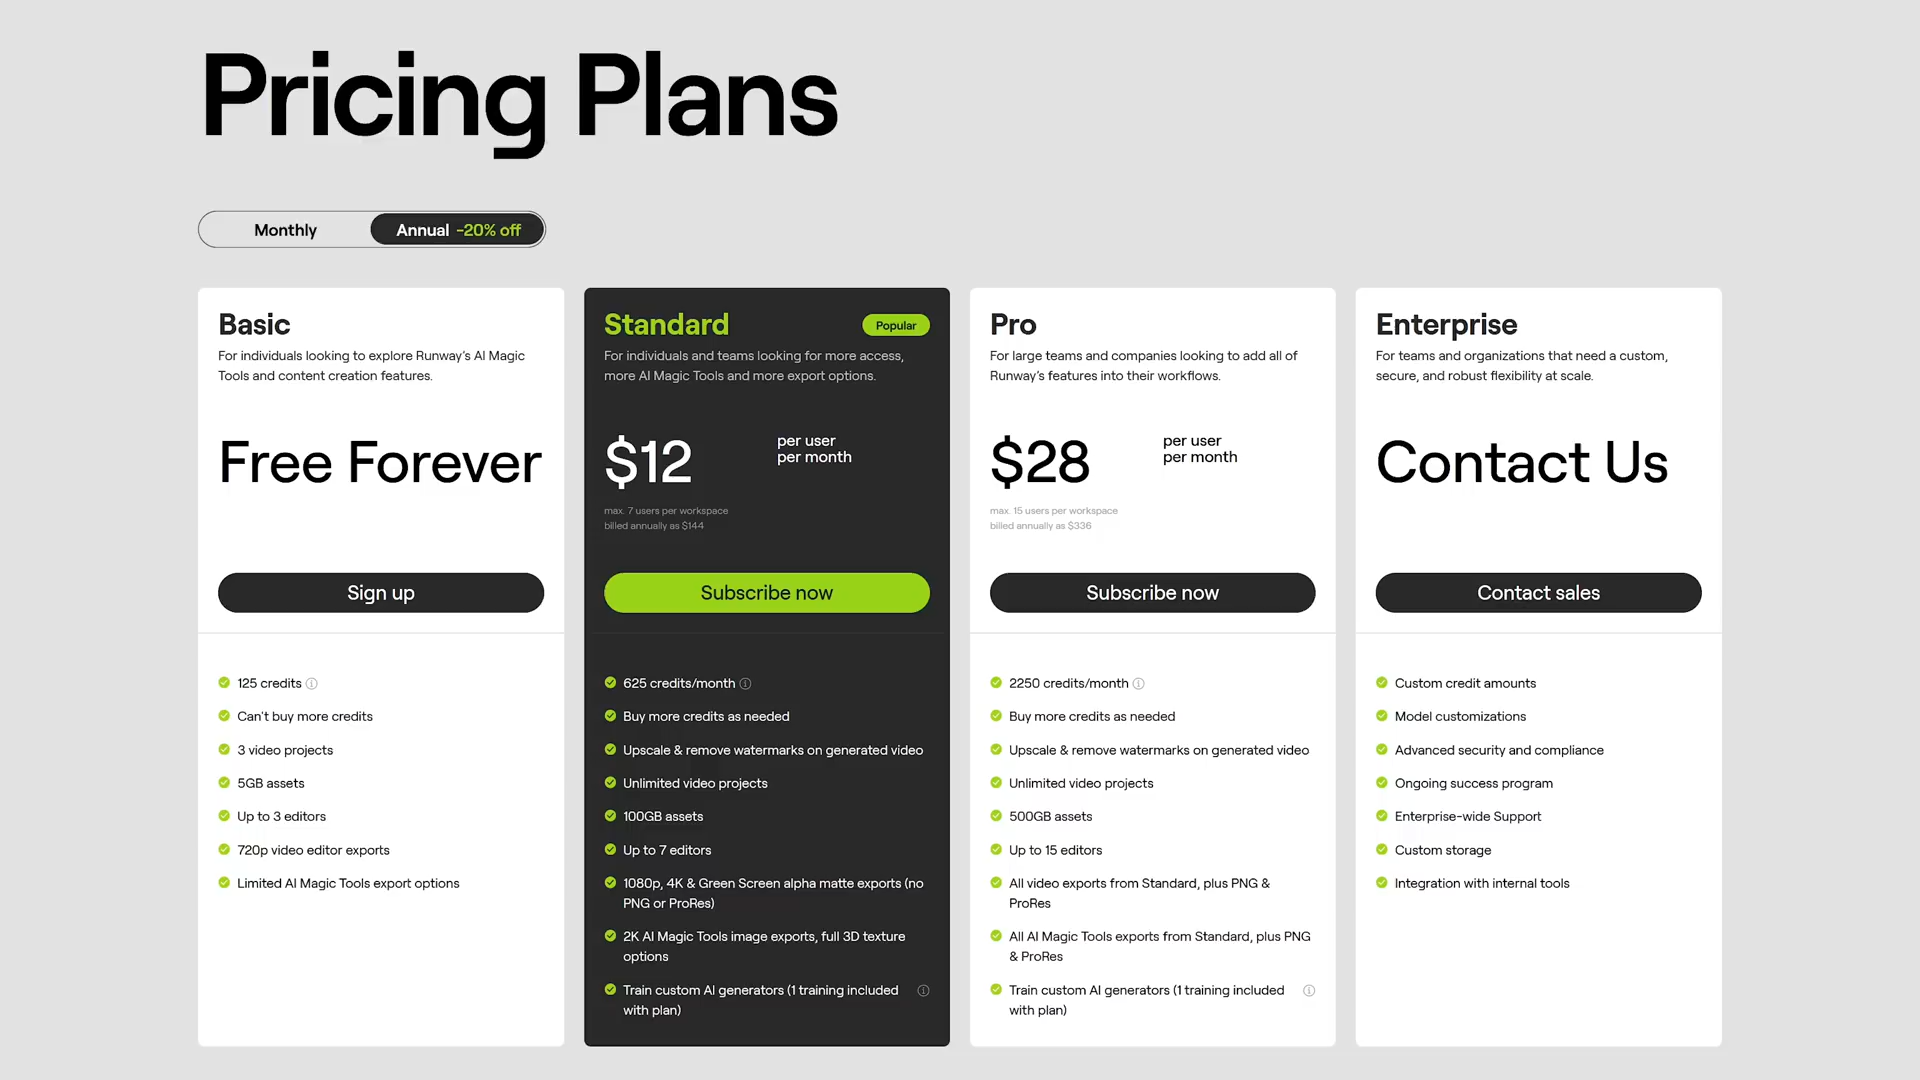 Pricing Plans
Monthly
Annual -20% off
Basic
For individuals looking to explore Runway's AI Magic
Tools and content creation features.
Free Forever
Sign up
125 credits
Can't buy more credits
3 video projects
5GB assets
Up to 3 editors
720p video editor exports
Limited AI Magic Tools export options
Standard
Popular
For individuals and teams looking for more access,
more AI Magic Tools and more export options.
$12
per user
per month
max. 7 users per workspace
billed annually as $144
Subscribe now
625 credits/month
Buy more credits as needed
Upscale & remove watermarks on generated video
Unlimited video projects
100GB assets
Up to 7 editors
1080p, 4K & Green Screen alpha matte exports (no
PNG or ProRes)
2K AI Magic Tools image exports, full 3D texture
options
Train custom AI generators (1 training included
with plan)
Pro
For large teams and companies looking to add all of
Runway's features into their workflows.
$28
per user
per month
max. 15 users per workspace
billed annually as $336
Subscribe now
2250 credits/month
Buy more credits as needed
Upscale & remove watermarks on generated video
Unlimited video projects
500GB assets
Up to 15 editors
All video exports from Standard, plus PNG &
ProRes
All AI Magic Tools exports from Standard, plus PNG
& ProRes
Train custom AI generators (1 training included
with plan)
Enterprise
For teams and organizations that need a custom,
secure, and robust flexibility at scale.
Contact Us
Contact sales
Custom credit amounts
Model customizations
Advanced security and compliance
Ongoing success program
Enterprise-wide Support
Custom storage
Integration with internal tools